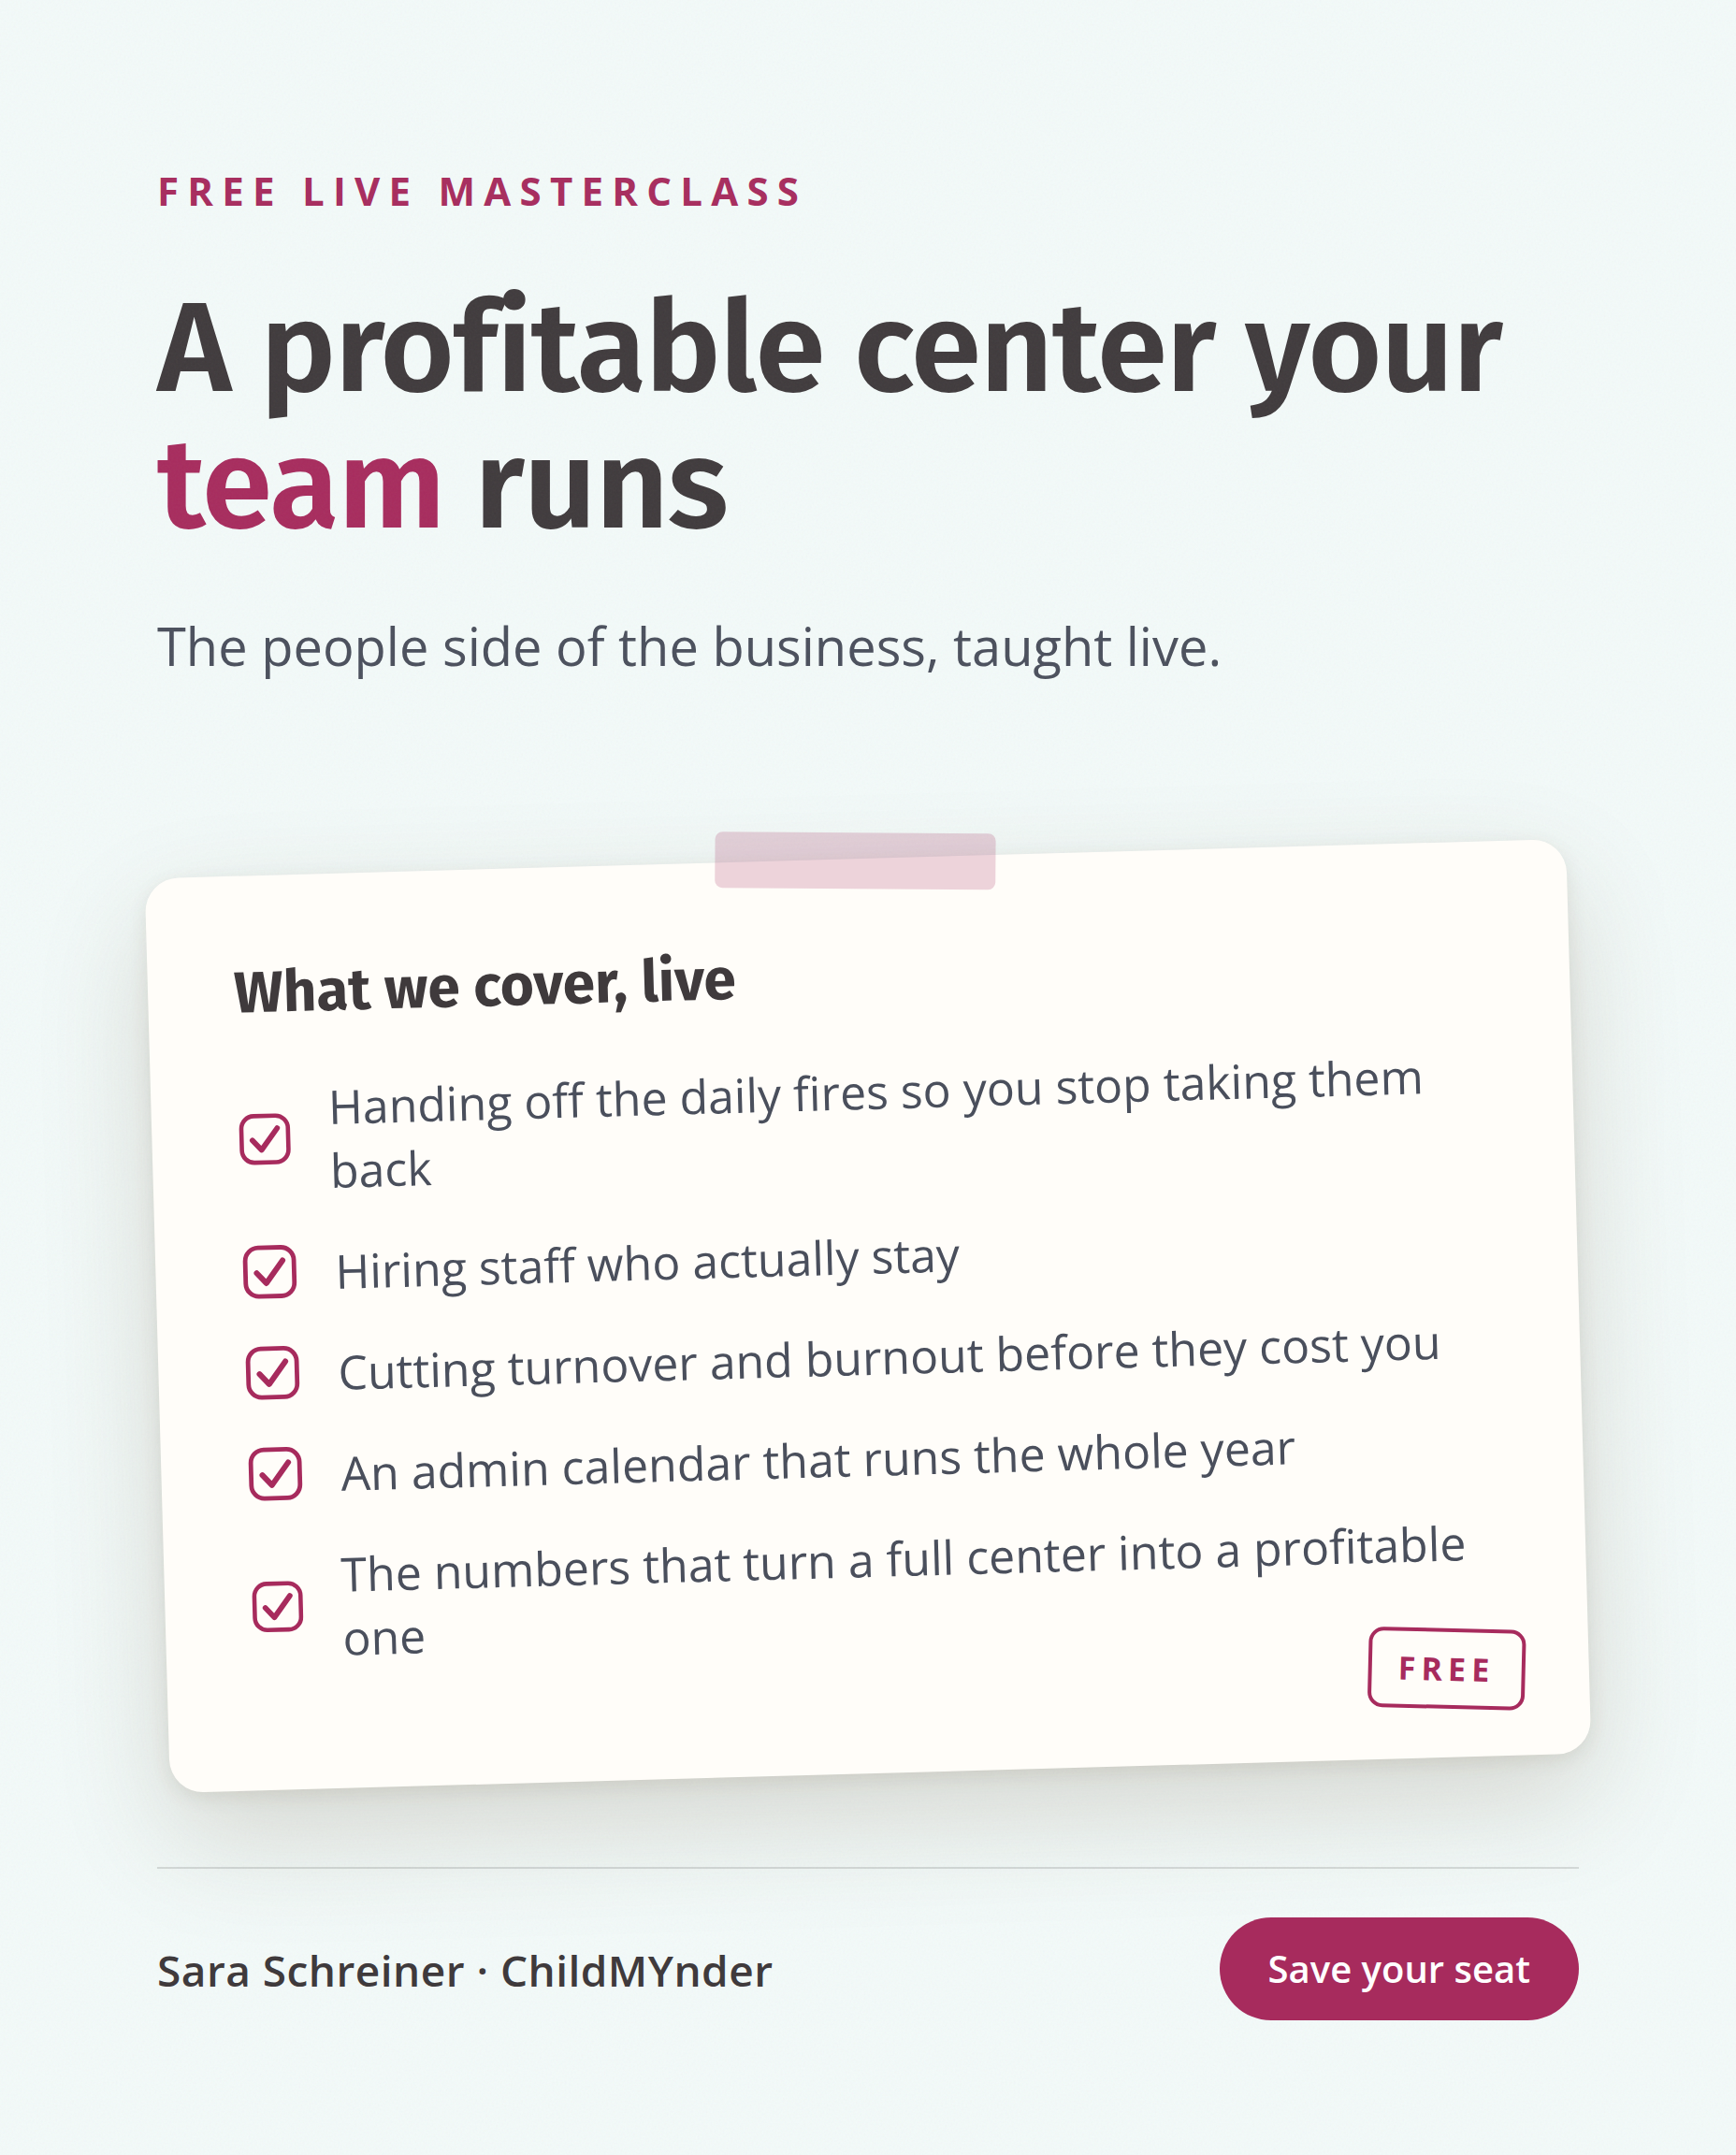 FREE LIVE MASTERCLASS
A profitable center your
team runs
The people side of the business, taught live.
What we cover, live
Handing off the daily fires so you stop taking them
back
Hiring staff who actually stay
Cutting turnover and burnout before they cost you
An admin calendar that runs the whole year
The numbers that turn a full center into a profitable
one
FREE
Sara Schreiner · ChildMYnder
Save your seat